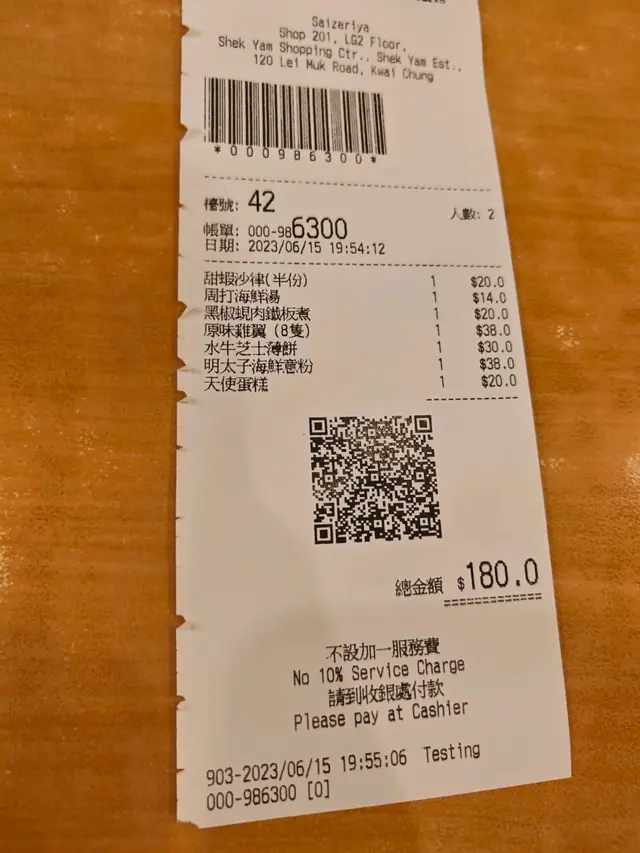 Saizeriya
Shop 201, LG2 Floor,
Shek Yam Shopping Ctr., Shek Yam Est.,
120 Lei Muk Road, Kwai Chung
*000986300*
檯號: 42 人數: 2
帳單: 000-986300
日期: 2023/06/15 19:54:12
甜蝦沙律(半份) 1 $20.0
周打海鮮湯 1 $14.0
黑椒蜆肉鐵板煮 1 $20.0
原味雞翼 (8隻) 1 $38.0
水牛芝士薄餅 1 $30.0
明太子海鮮意粉 1 $38.0
天使蛋糕 1 $20.0
總金額 $180.0
不設加一服務費
No 10% Service Charge
請到收銀處付款
Please pay at Cashier
903-2023/06/15 19:55:06 Testing
000-986300 [0]